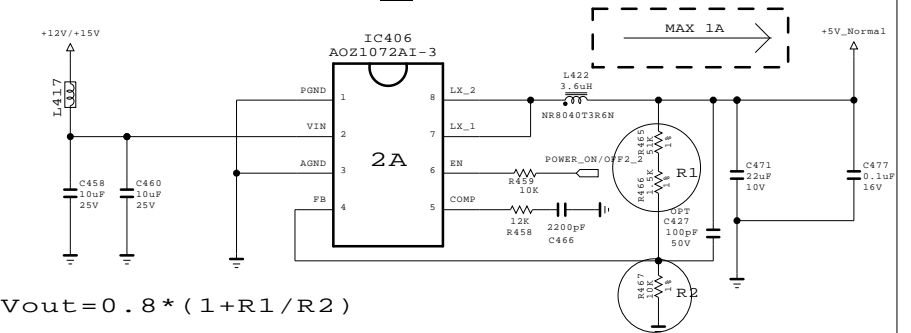 +12V/+15V
L417
C458
10uF
25V
C460
10uF
25V
IC406
AOZ1072AI-3
PGND
1
VIN
2
AGND
3
FB
4
2A
8
LX_2
7
LX_1
6
EN
5
COMP
R459
10K
POWER_ON/OFF2_2
12K
R458
2200pF
C466
MAX 1A
L422
3.6uH
NR8040T3R6N
+5V_Normal
R465
51K
1%
R466
1.5K
1%
R1
OPT
C427
100pF
50V
R467
10K
1%
R2
C471
22uF
10V
C477
0.1uF
16V
Vout=0.8*(1+R1/R2)